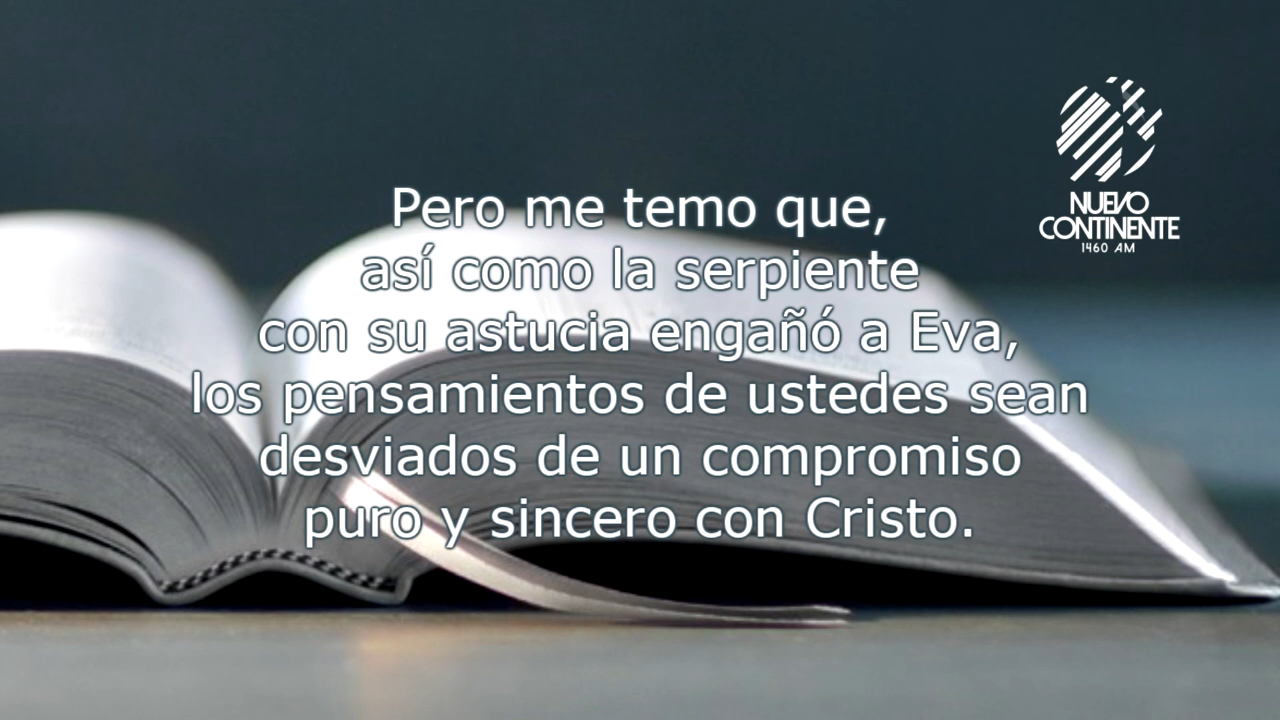 NUEVO
CONTINENTE
1460 AM
Pero me temo que,
así como la serpiente
con su astucia engañó a Eva,
los pensamientos de ustedes sean
desviados de un compromiso
puro y sincero con Cristo.